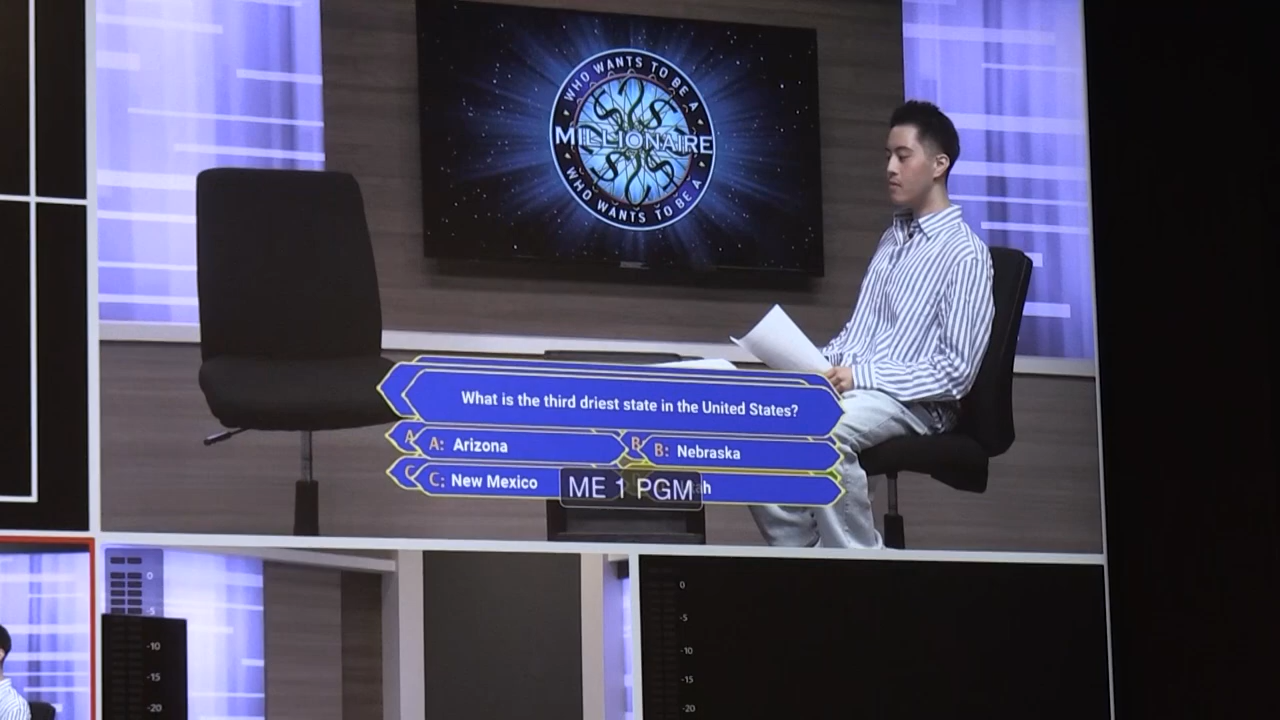 WHO WANTS TO BE A
MILLIONAIRE
WHO WANTS TO BE A
What is the third driest state in the United States?
A: Arizona
B: Nebraska
C: New Mexico
ME 1 PGM
0
-5
-10
-15
-20
0
-5
-10
-15
-20